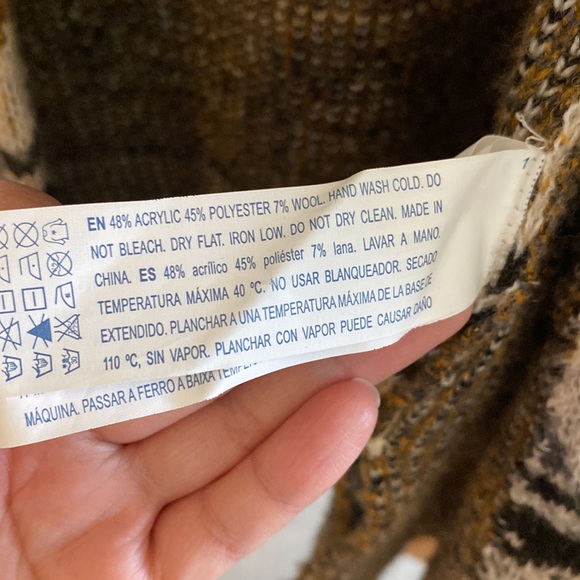 EN 48% ACRYLIC 45% POLYESTER 7% WOOL. HAND WASH COLD. DO
NOT BLEACH. DRY FLAT. IRON LOW. DO NOT DRY CLEAN. MADE IN
CHINA. ES 48% acrílico 45% poliéster 7% lana. LAVAR A MANO.
TEMPERATURA MÁXIMA 40 ºC. NO USAR BLANQUEADOR. SECADO
EXTENDIDO. PLANCHAR A UNA TEMPERATURA MÁXIMA DE LA BASE DE
110 ºC, SIN VAPOR. PLANCHAR CON VAPOR PUEDE CAUSAR DAÑO
MÁQUINA. PASSAR A FERRO A BAIXA
1